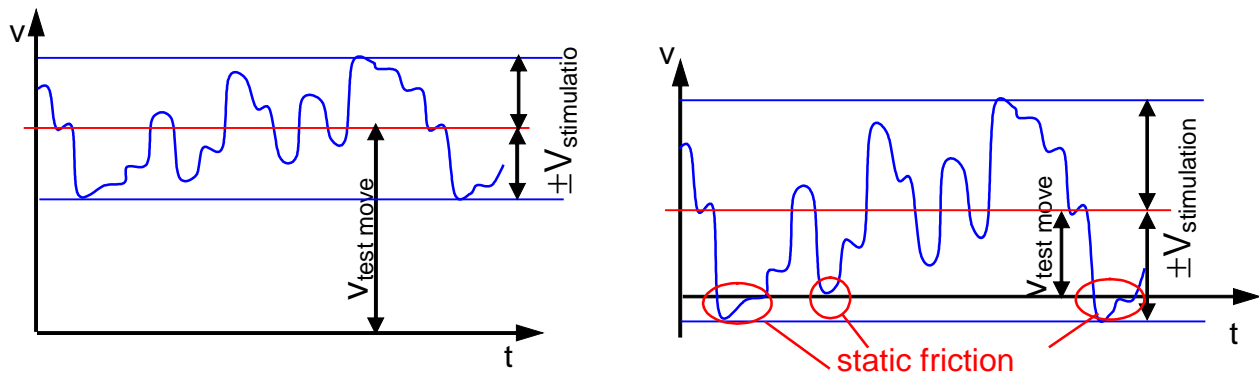 v
±Vstimulatio
vtest move
t
v
±Vstimulation
vtest move
t
static friction